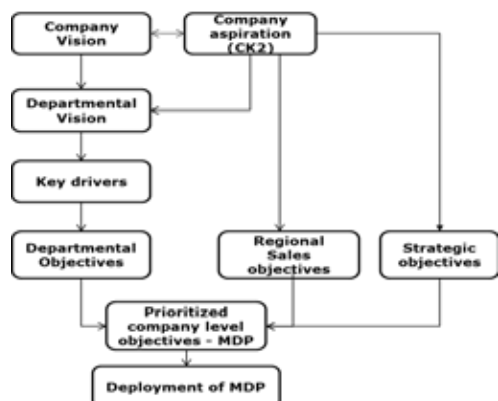 Company
Vision
Company
aspiration
(CK2)
Departmental
Vision
Key drivers
Departmental
Objectives
Regional
Sales
objectives
Strategic
objectives
Prioritized
company level
objectives - MDP
Deployment of MDP